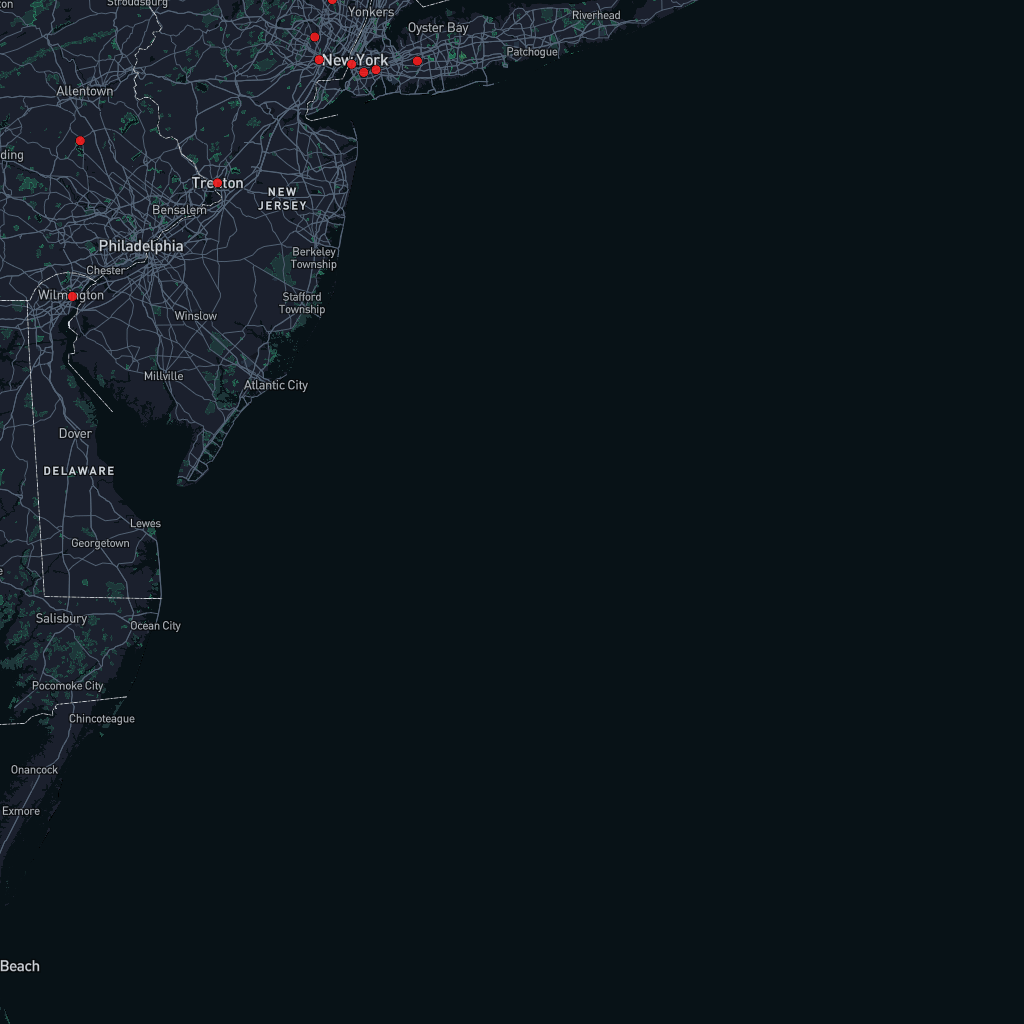 Stroudsburg
Yonkers
Riverhead
Oyster Bay
Patchogue
New York
Allentown
ding
Trenton
NEW
JERSEY
Bensalem
Philadelphia
Berkeley
Township
Chester
Wilmington
Stafford
Township
Winslow
Millville
Atlantic City
Dover
DELAWARE
Lewes
Georgetown
Salisbury
Ocean City
Pocomoke City
Chincoteague
Onancock
Exmore
Beach